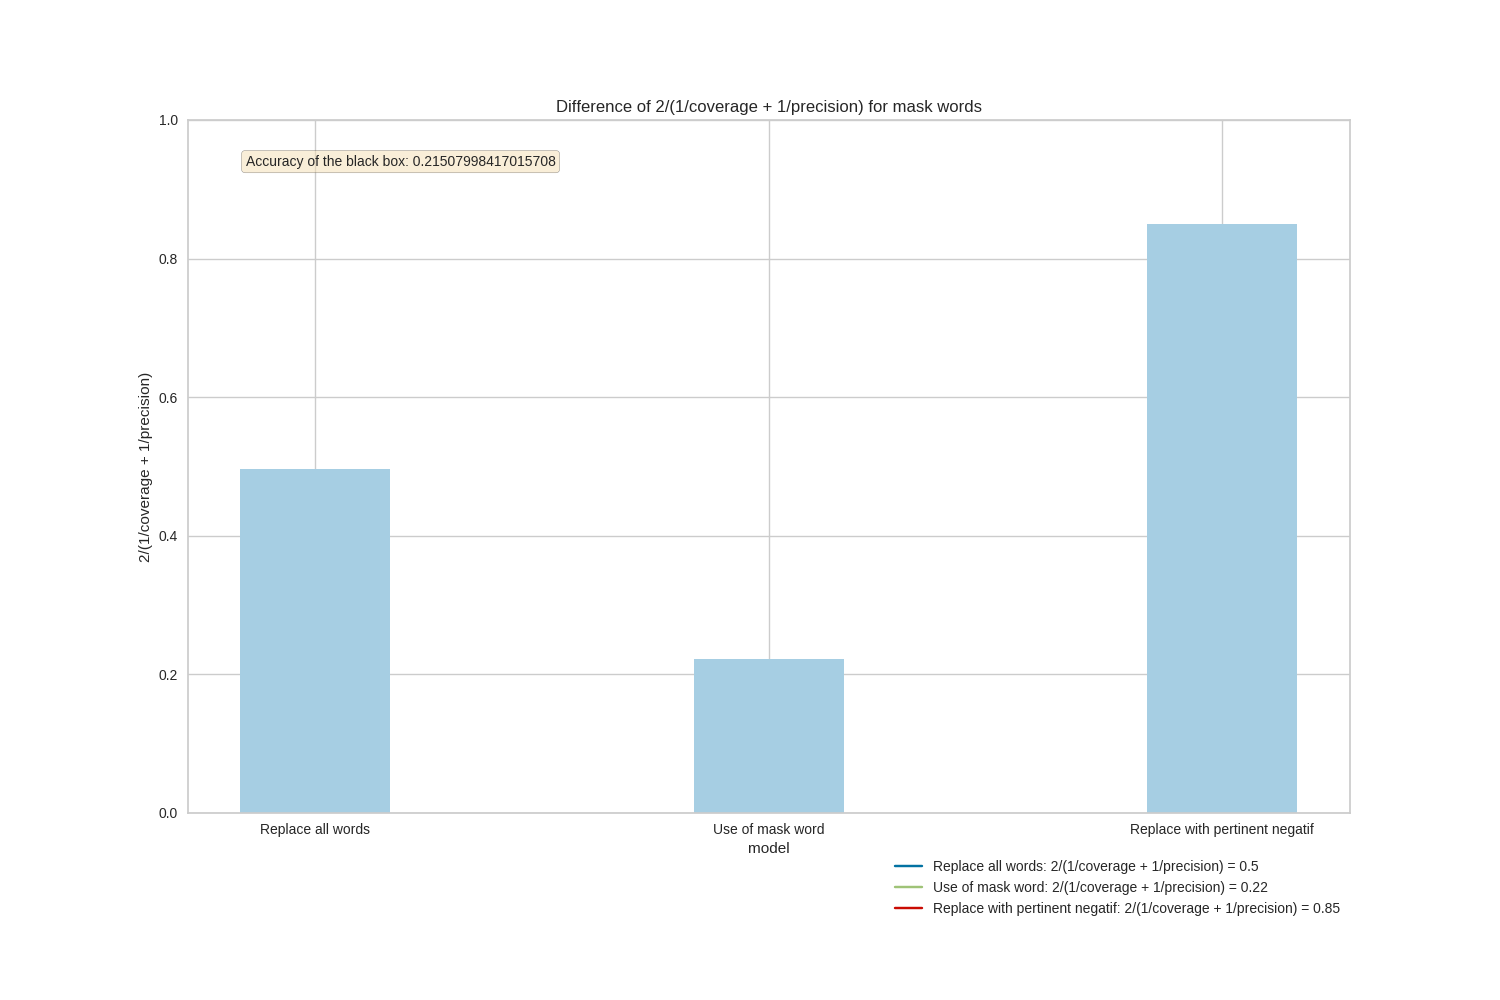 Difference of 2/(1/coverage + 1/precision) for mask words
1.0
Accuracy of the black box: 0.21507998417015708
0.8
0.6
2/(1/coverage + 1/precision)
0.4
0.2
0.0
Replace all words
Use of mask word
Replace with pertinent negatif
model
Replace all words: 2/(1/coverage + 1/precision) = 0.5
Use of mask word: 2/(1/coverage + 1/precision) = 0.22
Replace with pertinent negatif: 2/(1/coverage + 1/precision) = 0.85